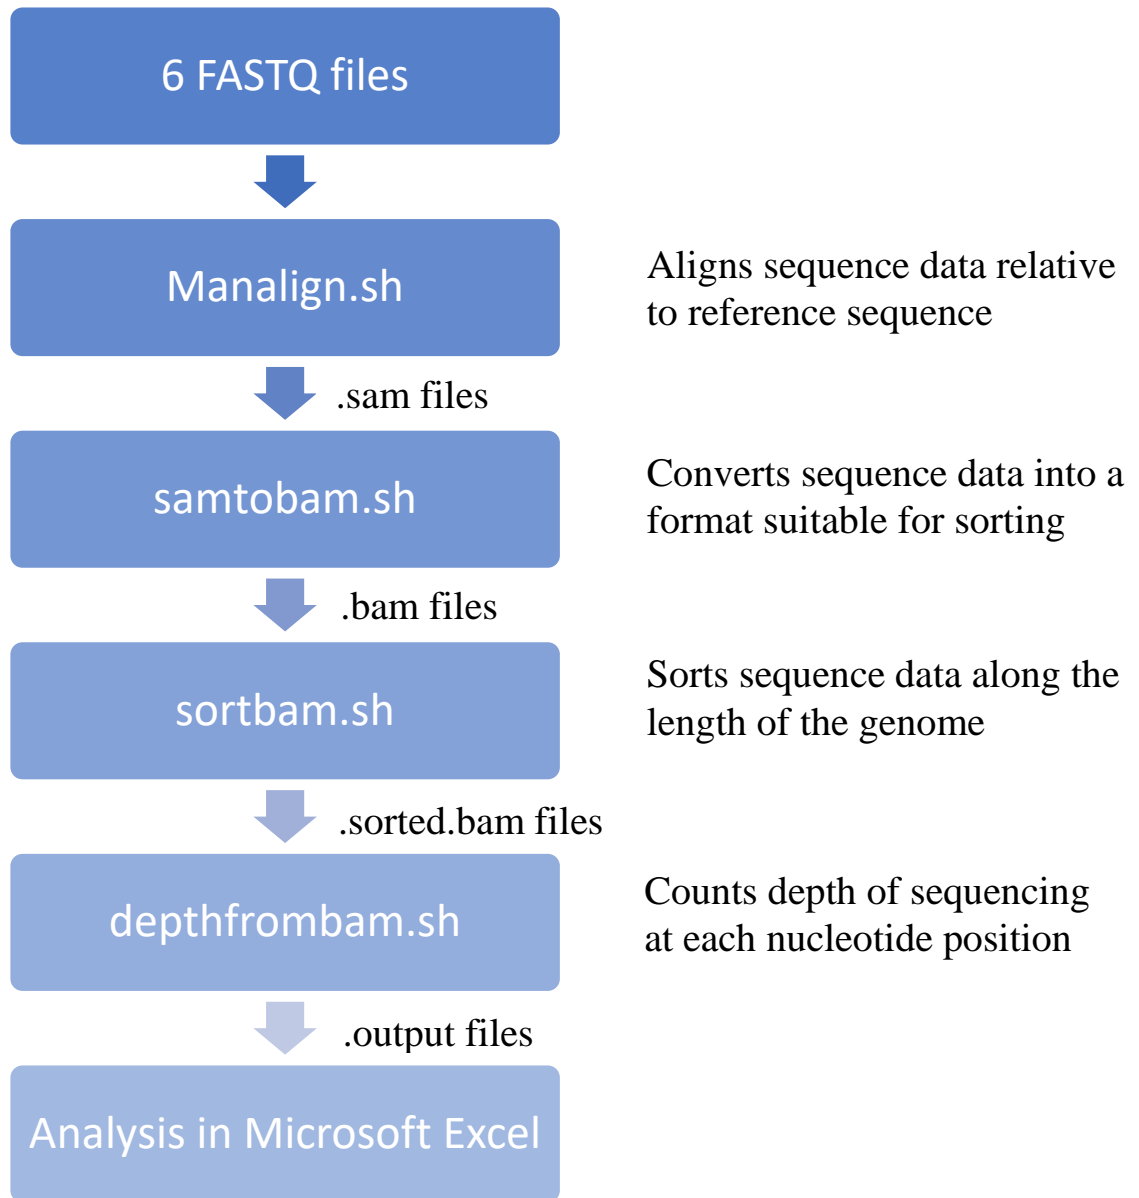 6 FASTQ files
Manalign.sh
Aligns sequence data relative
to reference sequence
.sam files
samtobam.sh
Converts sequence data into a
format suitable for sorting
.bam files
sortbam.sh
Sorts sequence data along the
length of the genome
.sorted.bam files
depthfrombam.sh
Counts depth of sequencing
at each nucleotide position
.output files
Analysis in Microsoft Excel